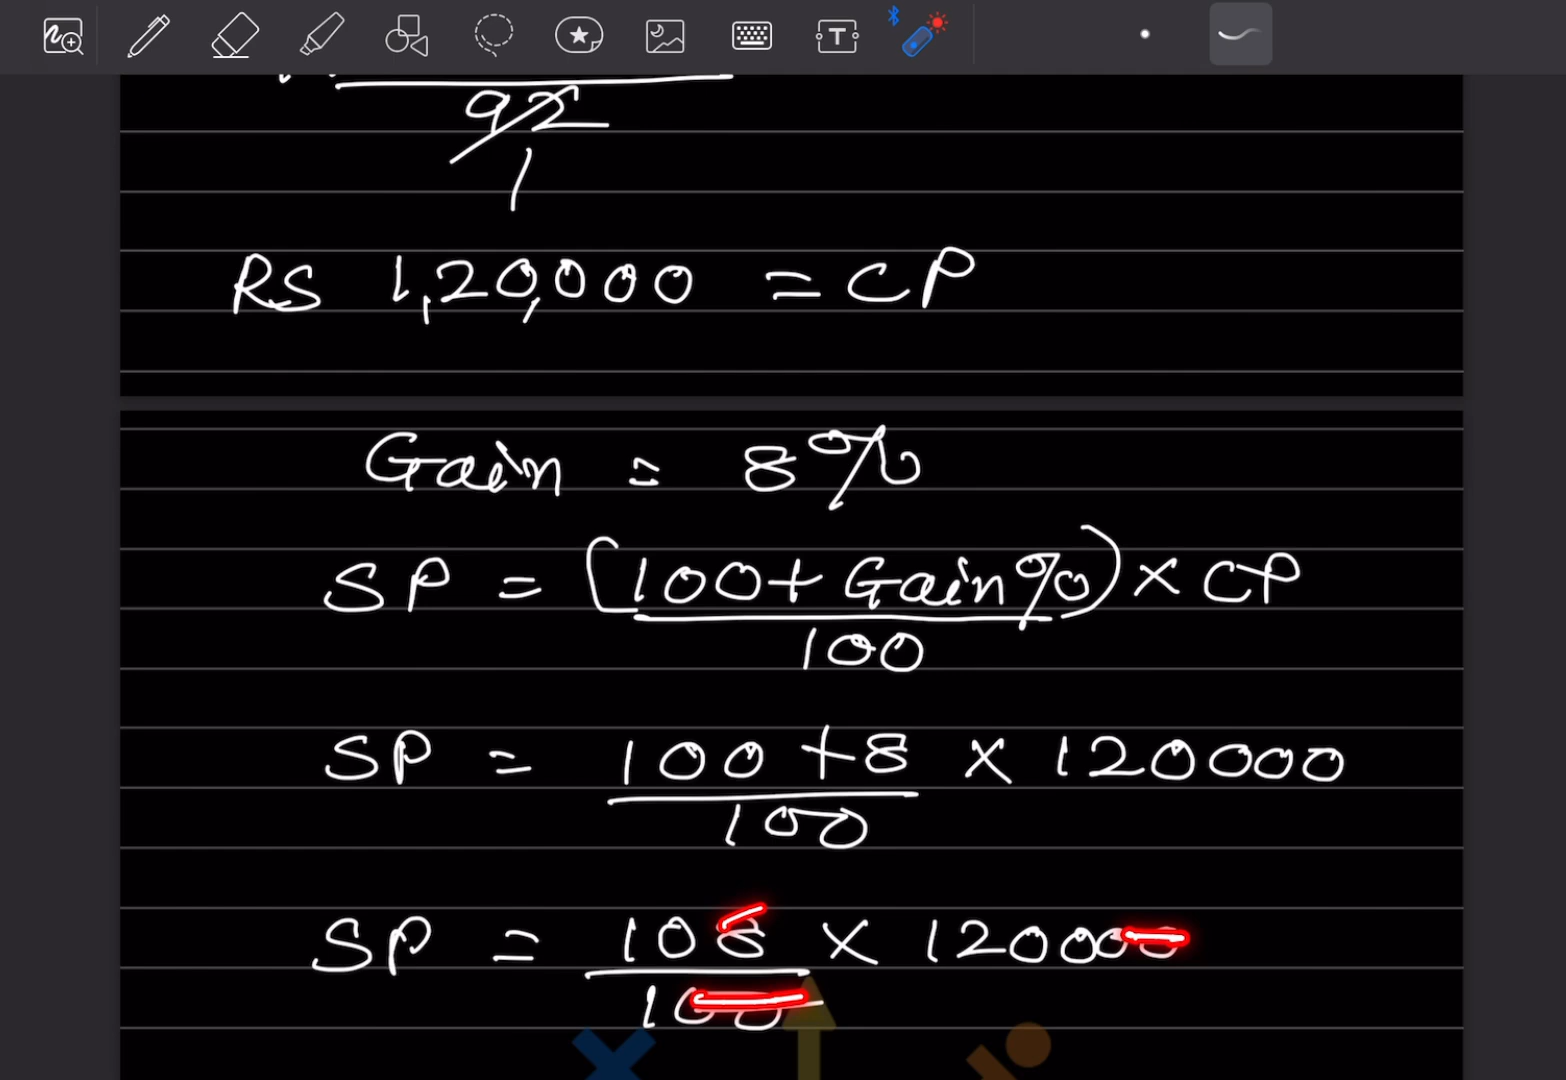 92
1
RS 1,20,000 = CP
Gain = 8%
SP = (100 + Gain%) × CP
100
SP = 100 + 8 × 120000
100
SP = 108 × 120000
100